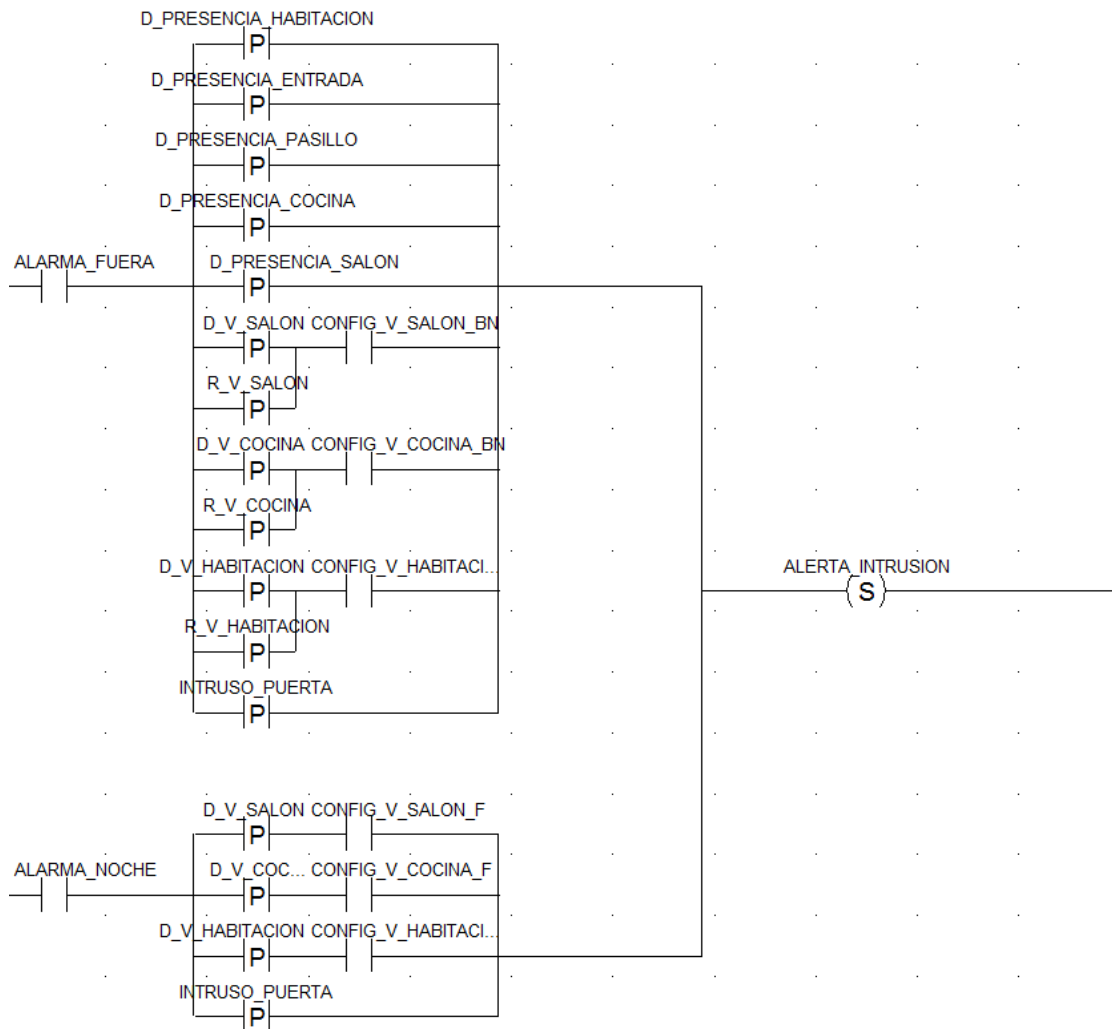 D_PRESENCIA_HABITACION
P
D_PRESENCIA_ENTRADA
P
D_PRESENCIA_PASILLO
P
D_PRESENCIA_COCINA
P
ALARMA_FUERA D_PRESENCIA_SALON
P
D_V_SALON CONFIG_V_SALON_BN
P
R_V_SALON
P
D_V_COCINA CONFIG_V_COCINA_BN
P
R_V_COCINA
P
D_V_HABITACION CONFIG_V_HABITACI... ALERTA_INTRUSION
P S
R_V_HABITACION
P
INTRUSO_PUERTA
P
D_V_SALON CONFIG_V_SALON_F
P
ALARMA_NOCHE D_V_COC... CONFIG_V_COCINA_F
P
D_V_HABITACION CONFIG_V_HABITACI...
P
INTRUSO_PUERTA
P